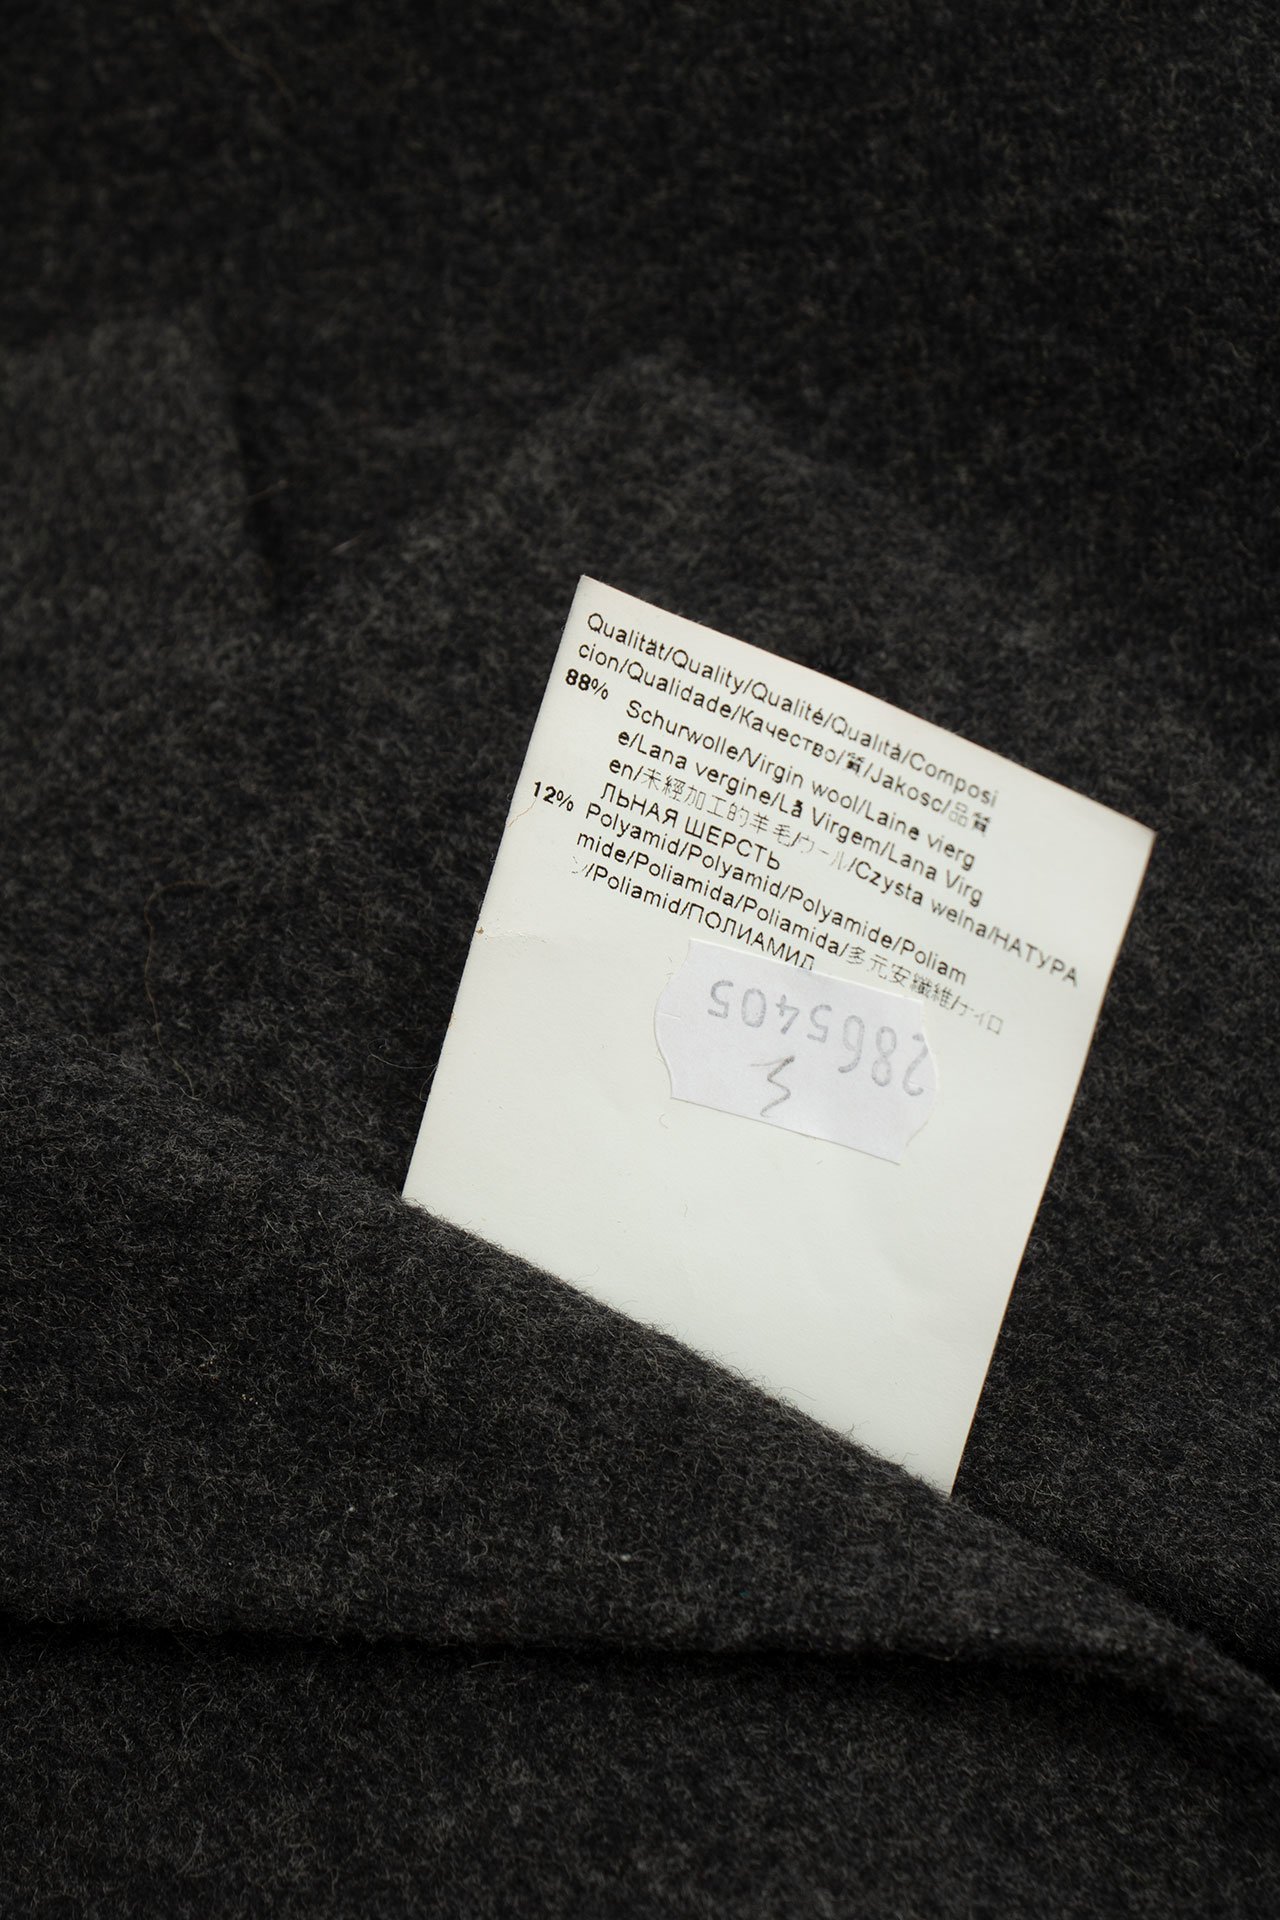 Qualität/Quality/Qualité/Qualità/Composi
cion/Qualidade/Качество/質/Jakosc/品質
88% Schurwolle/Virgin wool/Laine vierg
e/Lana vergine/Lã Virgem/Lana Virg
en/未經加工的羊毛/ウール/Czysta welna/НАТУРА
ЛЬНАЯ ШЕРСТЬ
12% Polyamid/Polyamid/Polyamide/Poliam
mide/Poliamida/Poliamida/多元安纖維/ナイロ
/Poliamid/ПОЛИАМИД
2865405